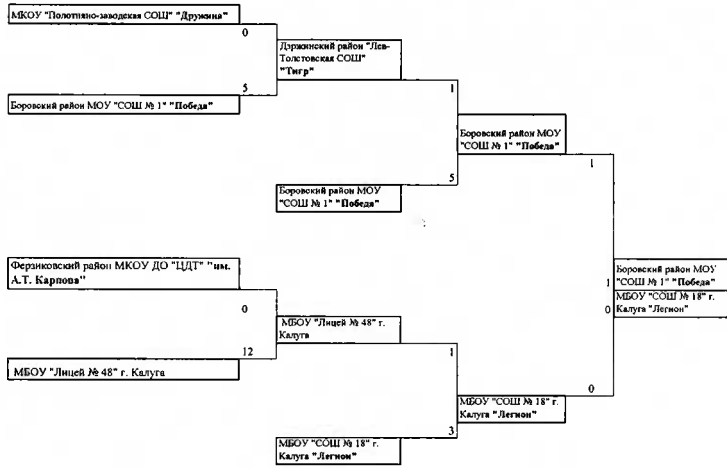 МКОУ "Полотняно-заводская СОШ" "Дружина"
0
Дзржинский район "Лев-
Толстовская СОШ"
"Тигр"
5
1
Боровский район МОУ "СОШ № 1" "Победа"
Боровский район МОУ
"СОШ № 1" "Победа"
1
5
Боровский район МОУ
"СОШ № 1" "Победа"
Ферзиковский район МКОУ ДО "ЦДТ" "им.
А.Т. Карпова"
Боровский район МОУ
1
"СОШ № 1" "Победа"
0
МБОУ "СОШ № 18" г.
Калуга "Легион"
0
МБОУ "Лицей № 48" г.
Калуга
12
1
МБОУ "Лицей № 48" г. Калуга
0
МБОУ "СОШ № 18" г.
Калуга "Легион"
3
МБОУ "СОШ № 18" г.
Калуга "Легион"